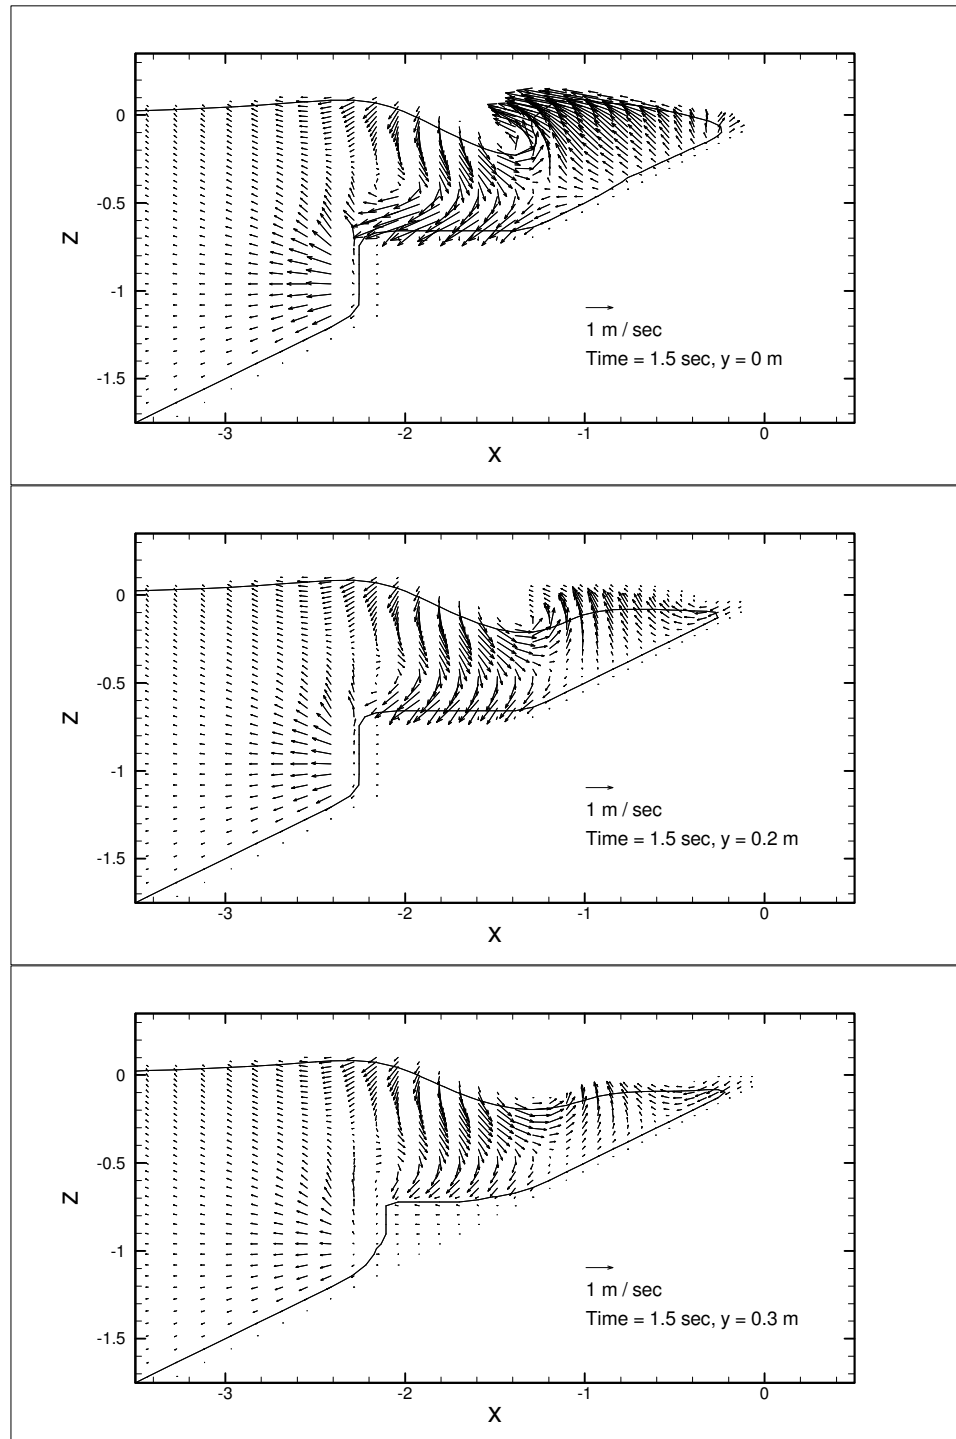 0
-0.5
Z
-1
-1.5
1 m / sec
Time = 1.5 sec, y = 0 m
-3 -2 -1 0
X
0
-0.5
Z
-1
-1.5
1 m / sec
Time = 1.5 sec, y = 0.2 m
-3 -2 -1 0
X
0
-0.5
Z
-1
-1.5
1 m / sec
Time = 1.5 sec, y = 0.3 m
-3 -2 -1 0
X